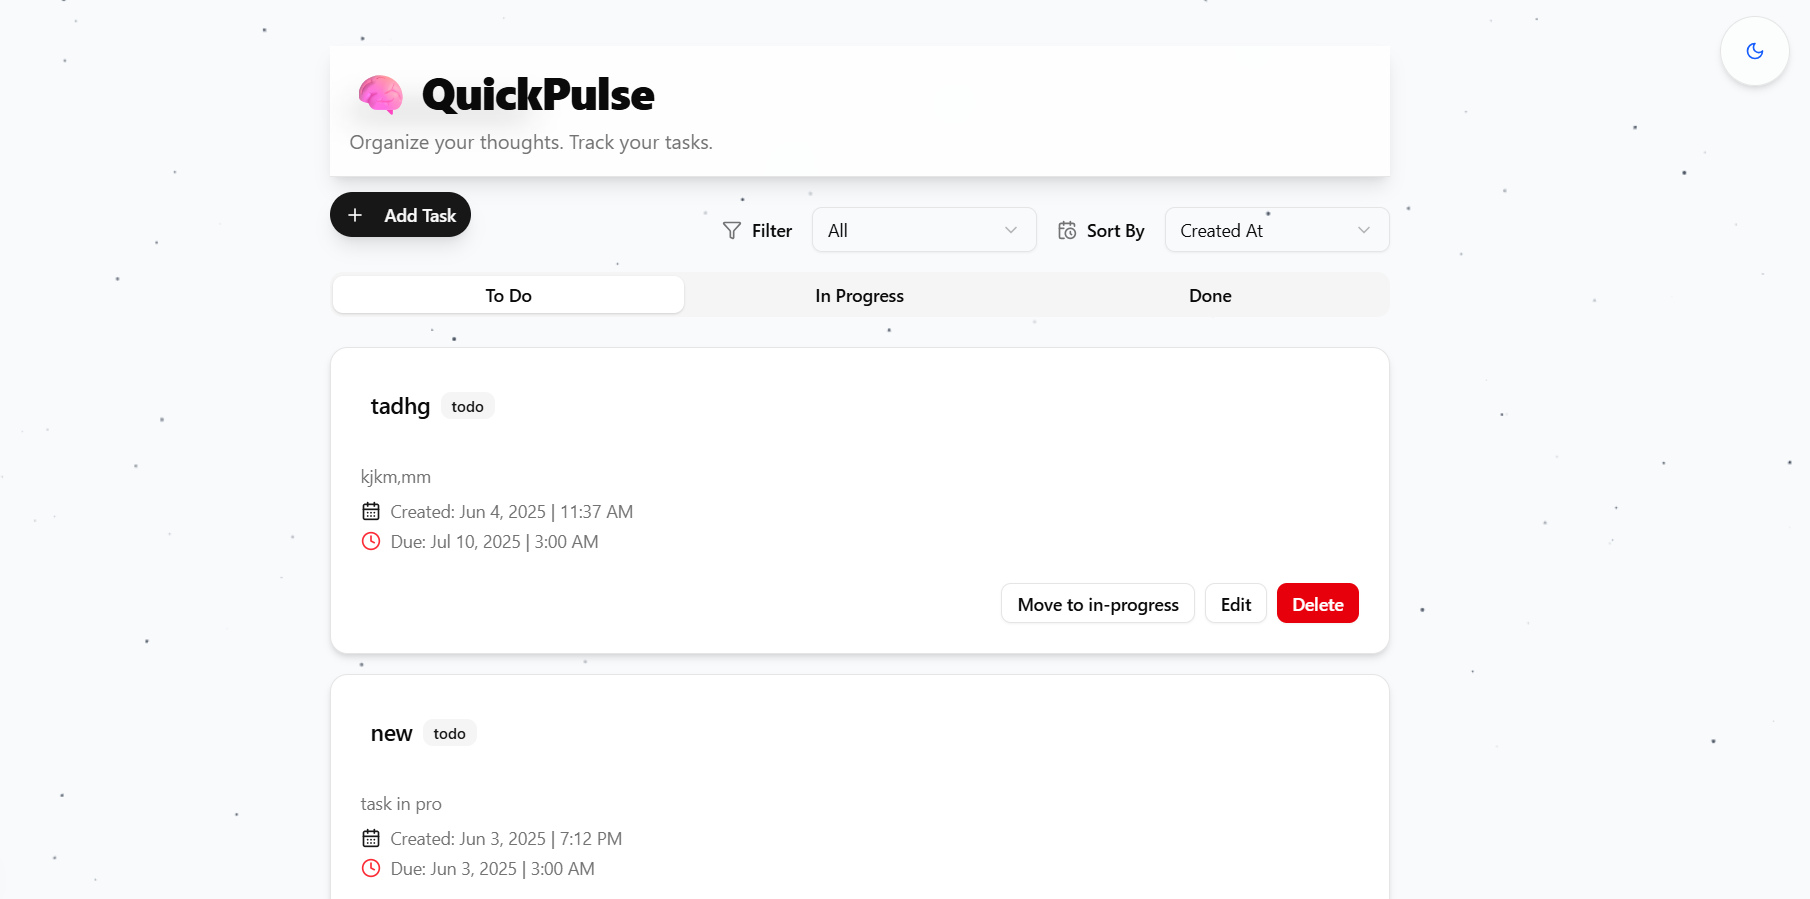 QuickPulse
Organize your thoughts. Track your tasks.
+ Add Task
Filter
All
Sort By
Created At
To Do
In Progress
Done
tadhg todo
kjkm,mm
Created: Jun 4, 2025 | 11:37 AM
Due: Jul 10, 2025 | 3:00 AM
Move to in-progress
Edit
Delete
new todo
task in pro
Created: Jun 3, 2025 | 7:12 PM
Due: Jun 3, 2025 | 3:00 AM